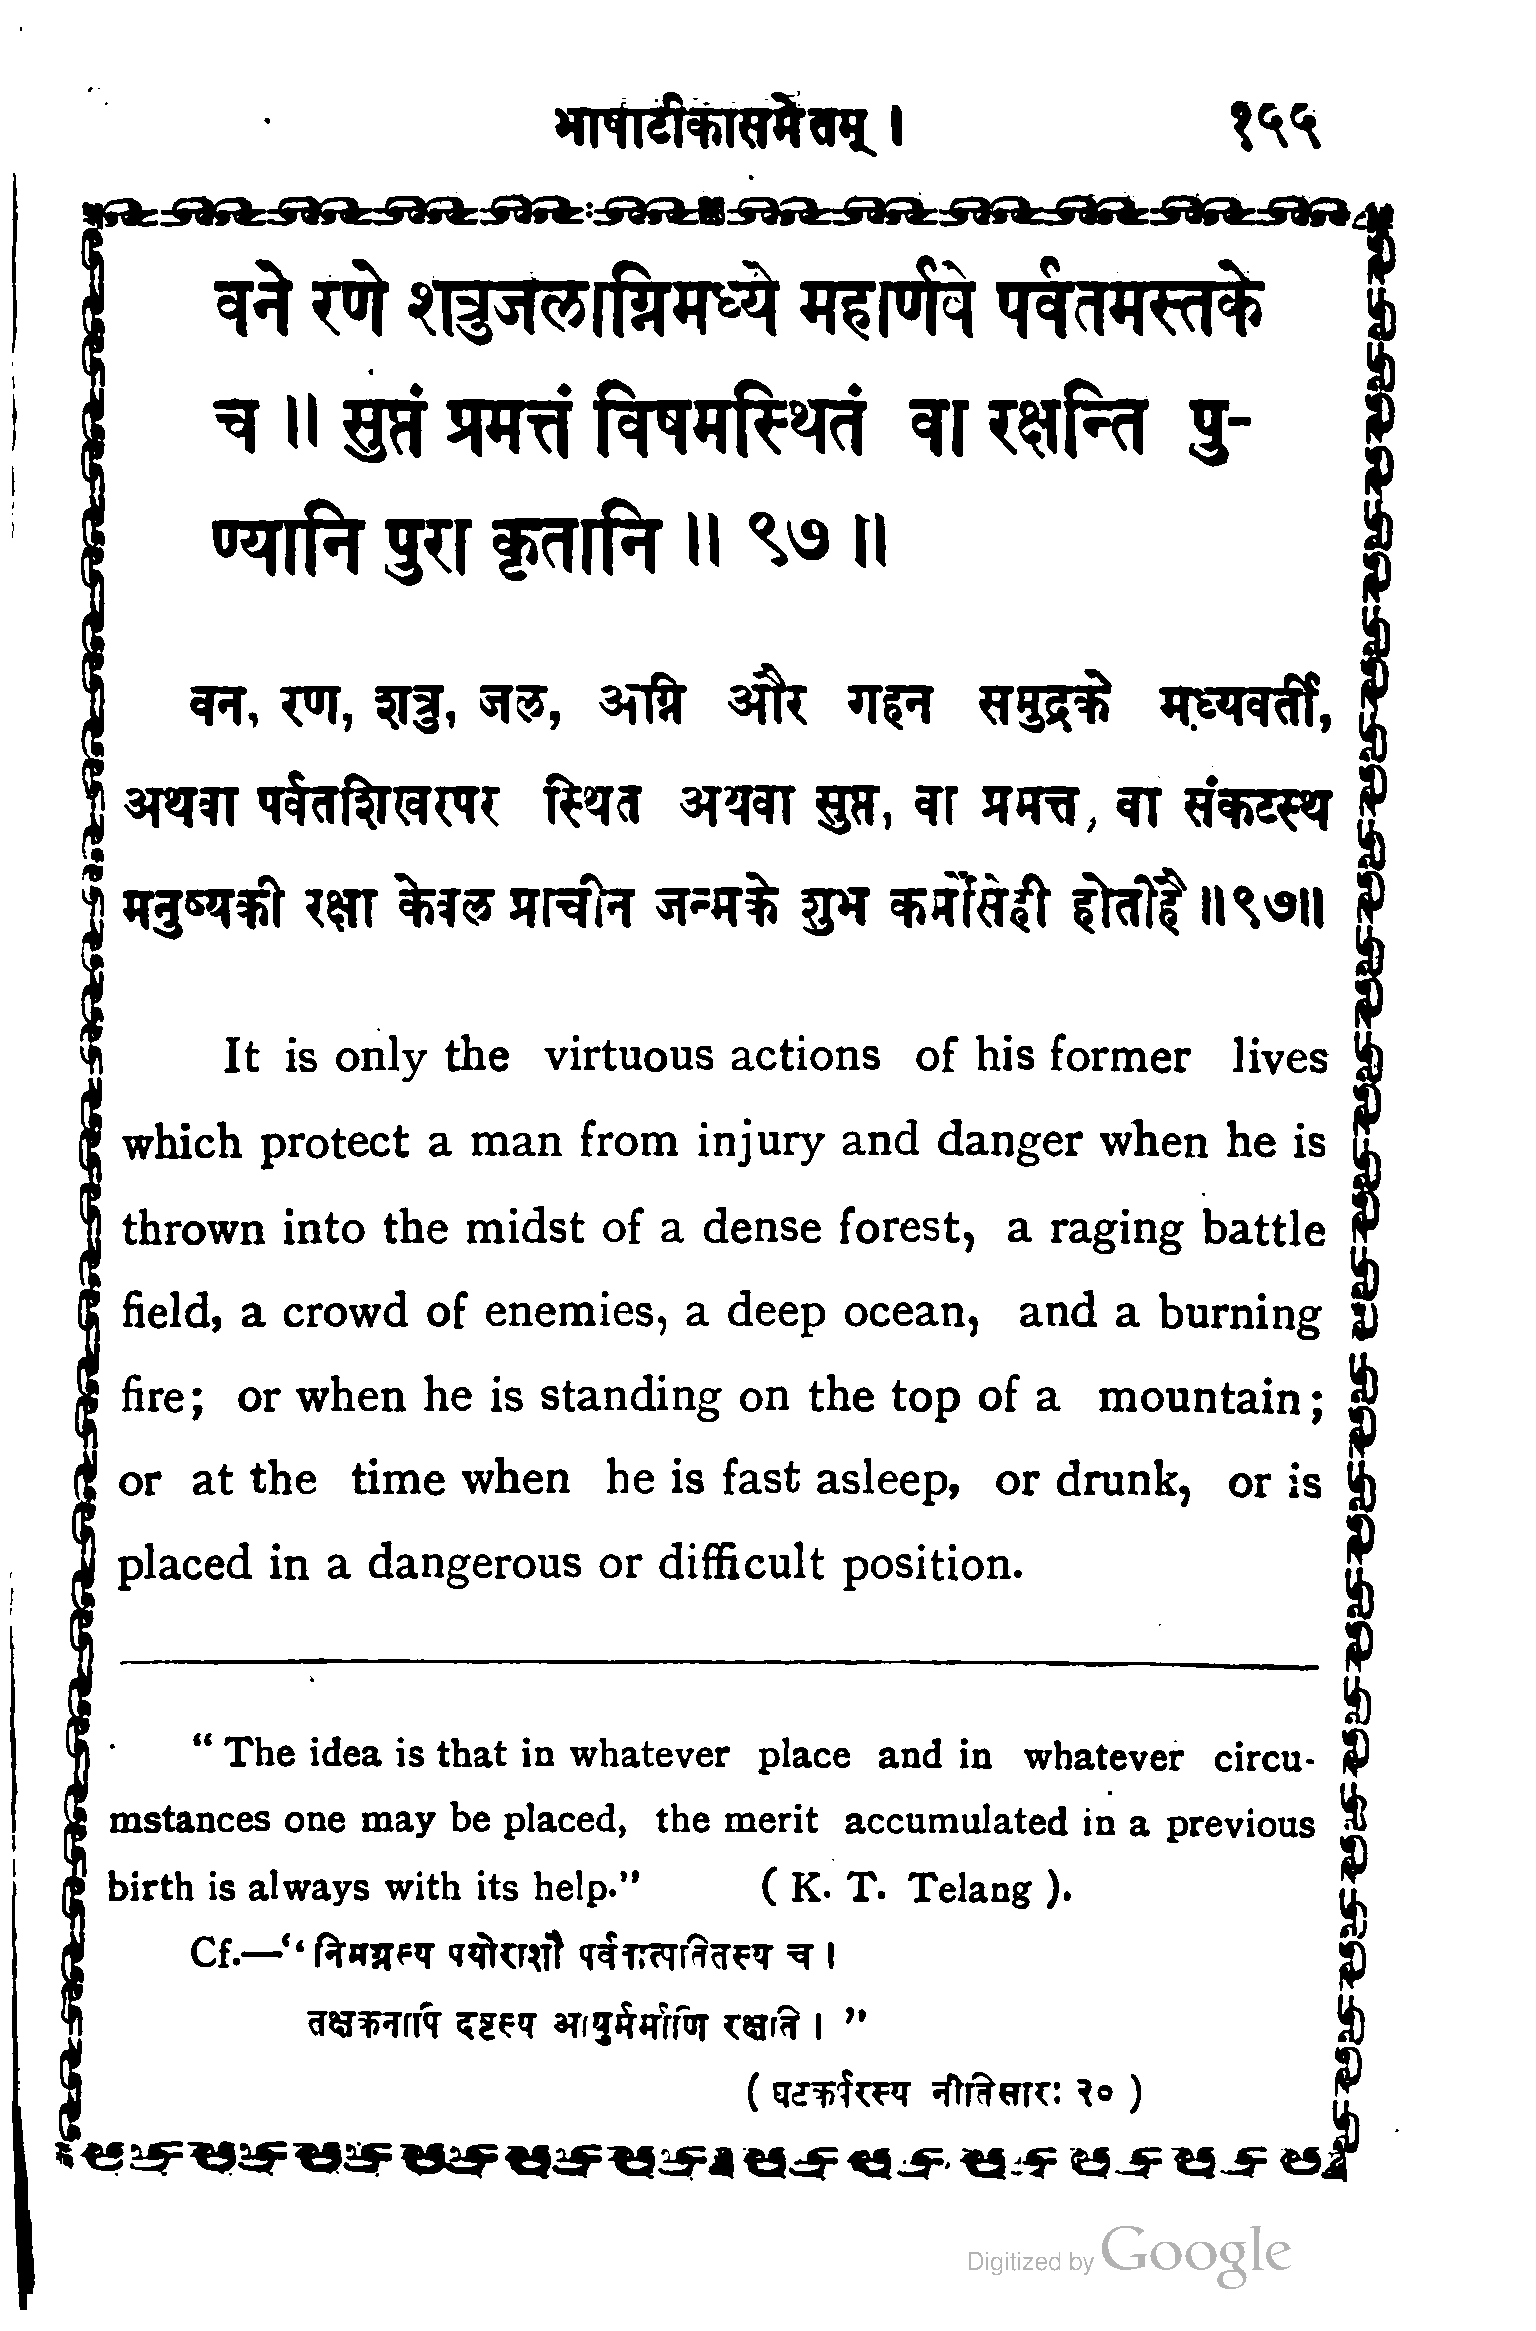 भाषाटीकासमेतम् । १५५
वने रणे शत्रुजलाग्निमध्ये महार्णवे पर्वतमस्तके
च ॥ सुप्तं प्रमत्तं विषमस्थितं वा रक्षन्ति पु-
ण्यानि पुरा कृतानि ॥ ९७ ॥
वन, रण, शत्रु, जल, अग्नि और गहन समुद्रके मध्यवर्ती,
अथवा पर्वतशिखरपर स्थित अथवा सुप्त, वा प्रमत्त, वा संकटस्थ
मनुष्यकी रक्षा केवल प्राचीन जन्मके शुभ कर्मोंसेही होतीहै ॥९७॥
It is only the virtuous actions of his former lives
which protect a man from injury and danger when he is
thrown into the midst of a dense forest, a raging battle
field, a crowd of enemies, a deep ocean, and a burning
fire; or when he is standing on the top of a mountain;
or at the time when he is fast asleep, or drunk, or is
placed in a dangerous or difficult position.
“ The idea is that in whatever place and in whatever circu-
mstances one may be placed, the merit accumulated in a previous
birth is always with its help.” ( K. T. Telang ).
Cf.—“ निमग्नस्य पयोराशौ पर्वतात्पतितस्य च ।
तक्षकेनापि दष्टस्य आयुर्मर्माणि रक्षति । ”
( घटकर्परस्य नीतिसारः २० )
Digitized by Google